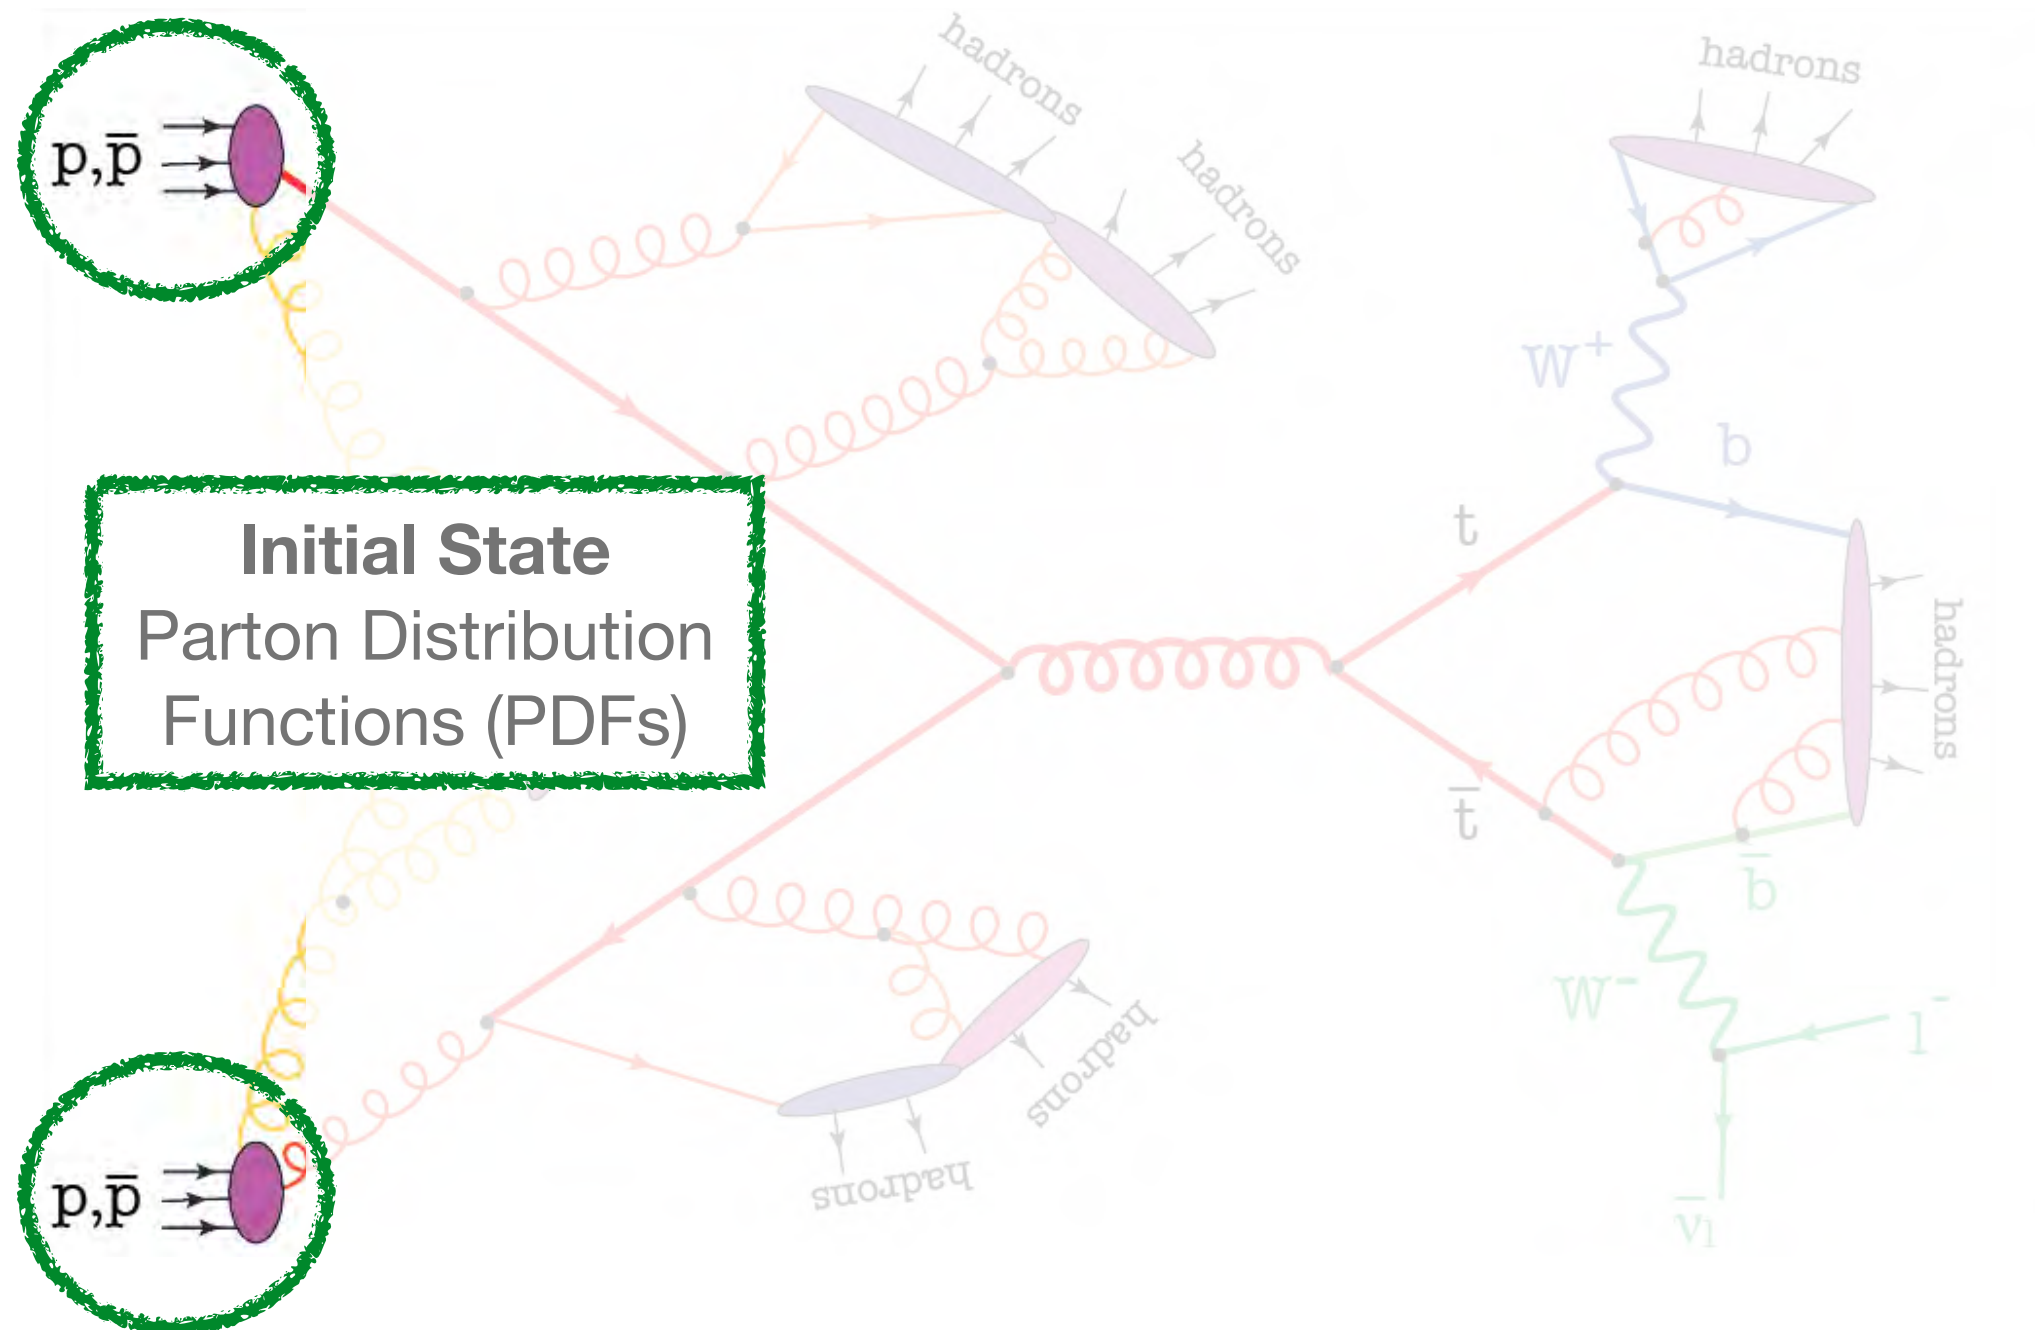 hadrons
hadrons
p,p̅
hadrons
W⁺
b
t
Initial State
Parton Distribution
Functions (PDFs)
hadrons
t̅
b̅
W⁻
l⁻
hadrons
hadrons
p,p̅
v̅l